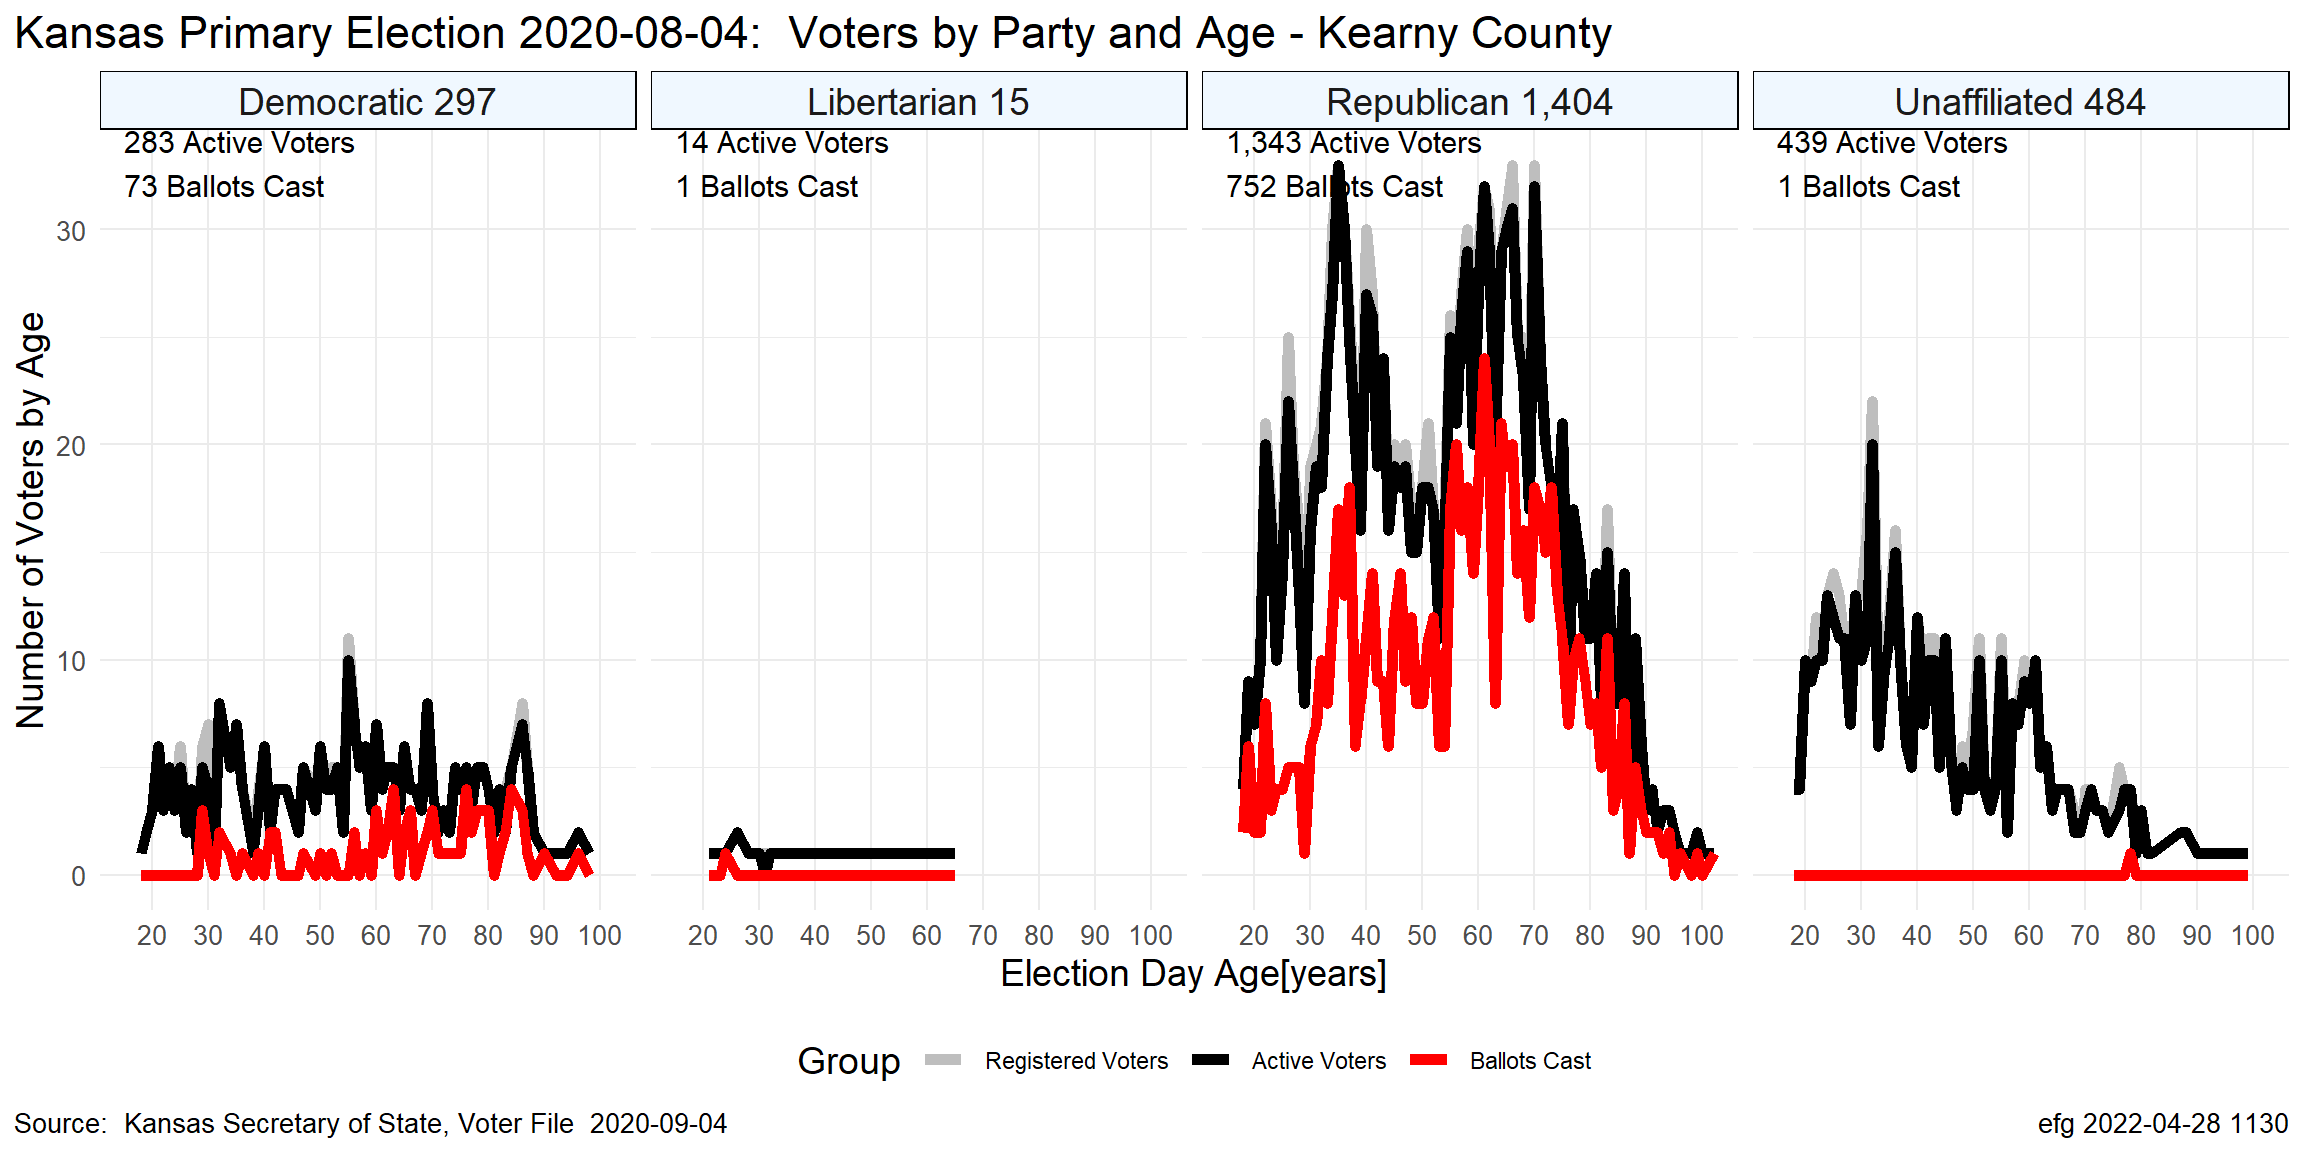 Kansas Primary Election 2020-08-04:  Voters by Party and Age - Kearny County
Democratic 297
Libertarian 15
Republican 1,404
Unaffiliated 484
283 Active Voters
73 Ballots Cast
14 Active Voters
1 Ballots Cast
1,343 Active Voters
752 Ballots Cast
439 Active Voters
1 Ballots Cast
Number of Voters by Age
30
20
10
0
20 30 40 50 60 70 80 90 100
20 30 40 50 60 70 80 90 100
20 30 40 50 60 70 80 90 100
20 30 40 50 60 70 80 90 100
Election Day Age[years]
Group Registered Voters Active Voters Ballots Cast
Source:  Kansas Secretary of State, Voter File  2020-09-04
efg 2022-04-28 1130